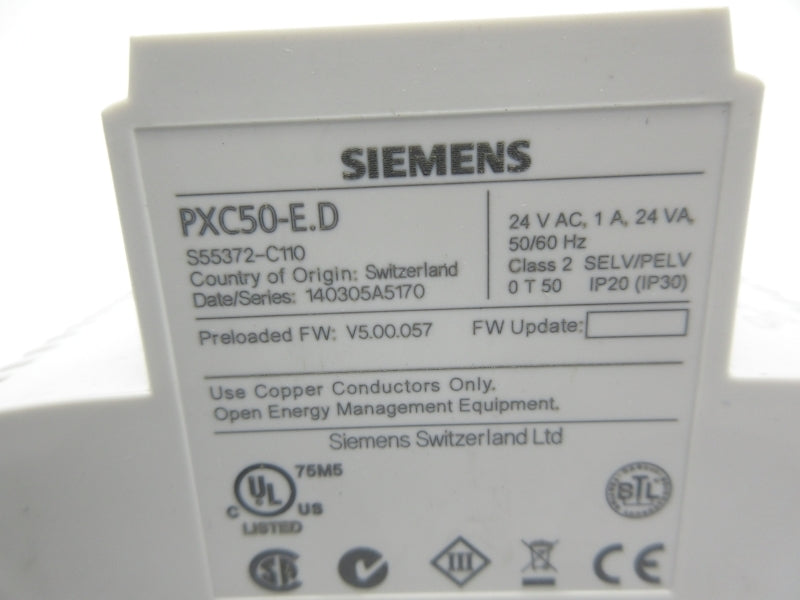 SIEMENS
PXC50-E.D
S55372-C110
Country of Origin: Switzerland
Date/Series: 140305A5170
24 V AC, 1 A, 24 VA,
50/60 Hz
Class 2 SELV/PELV
0 T 50 IP20 (IP30)
Preloaded FW: V5.00.057 FW Update:
Use Copper Conductors Only.
Open Energy Management Equipment.
Siemens Switzerland Ltd
75M5
C UL US
LISTED
BTL
III
CE